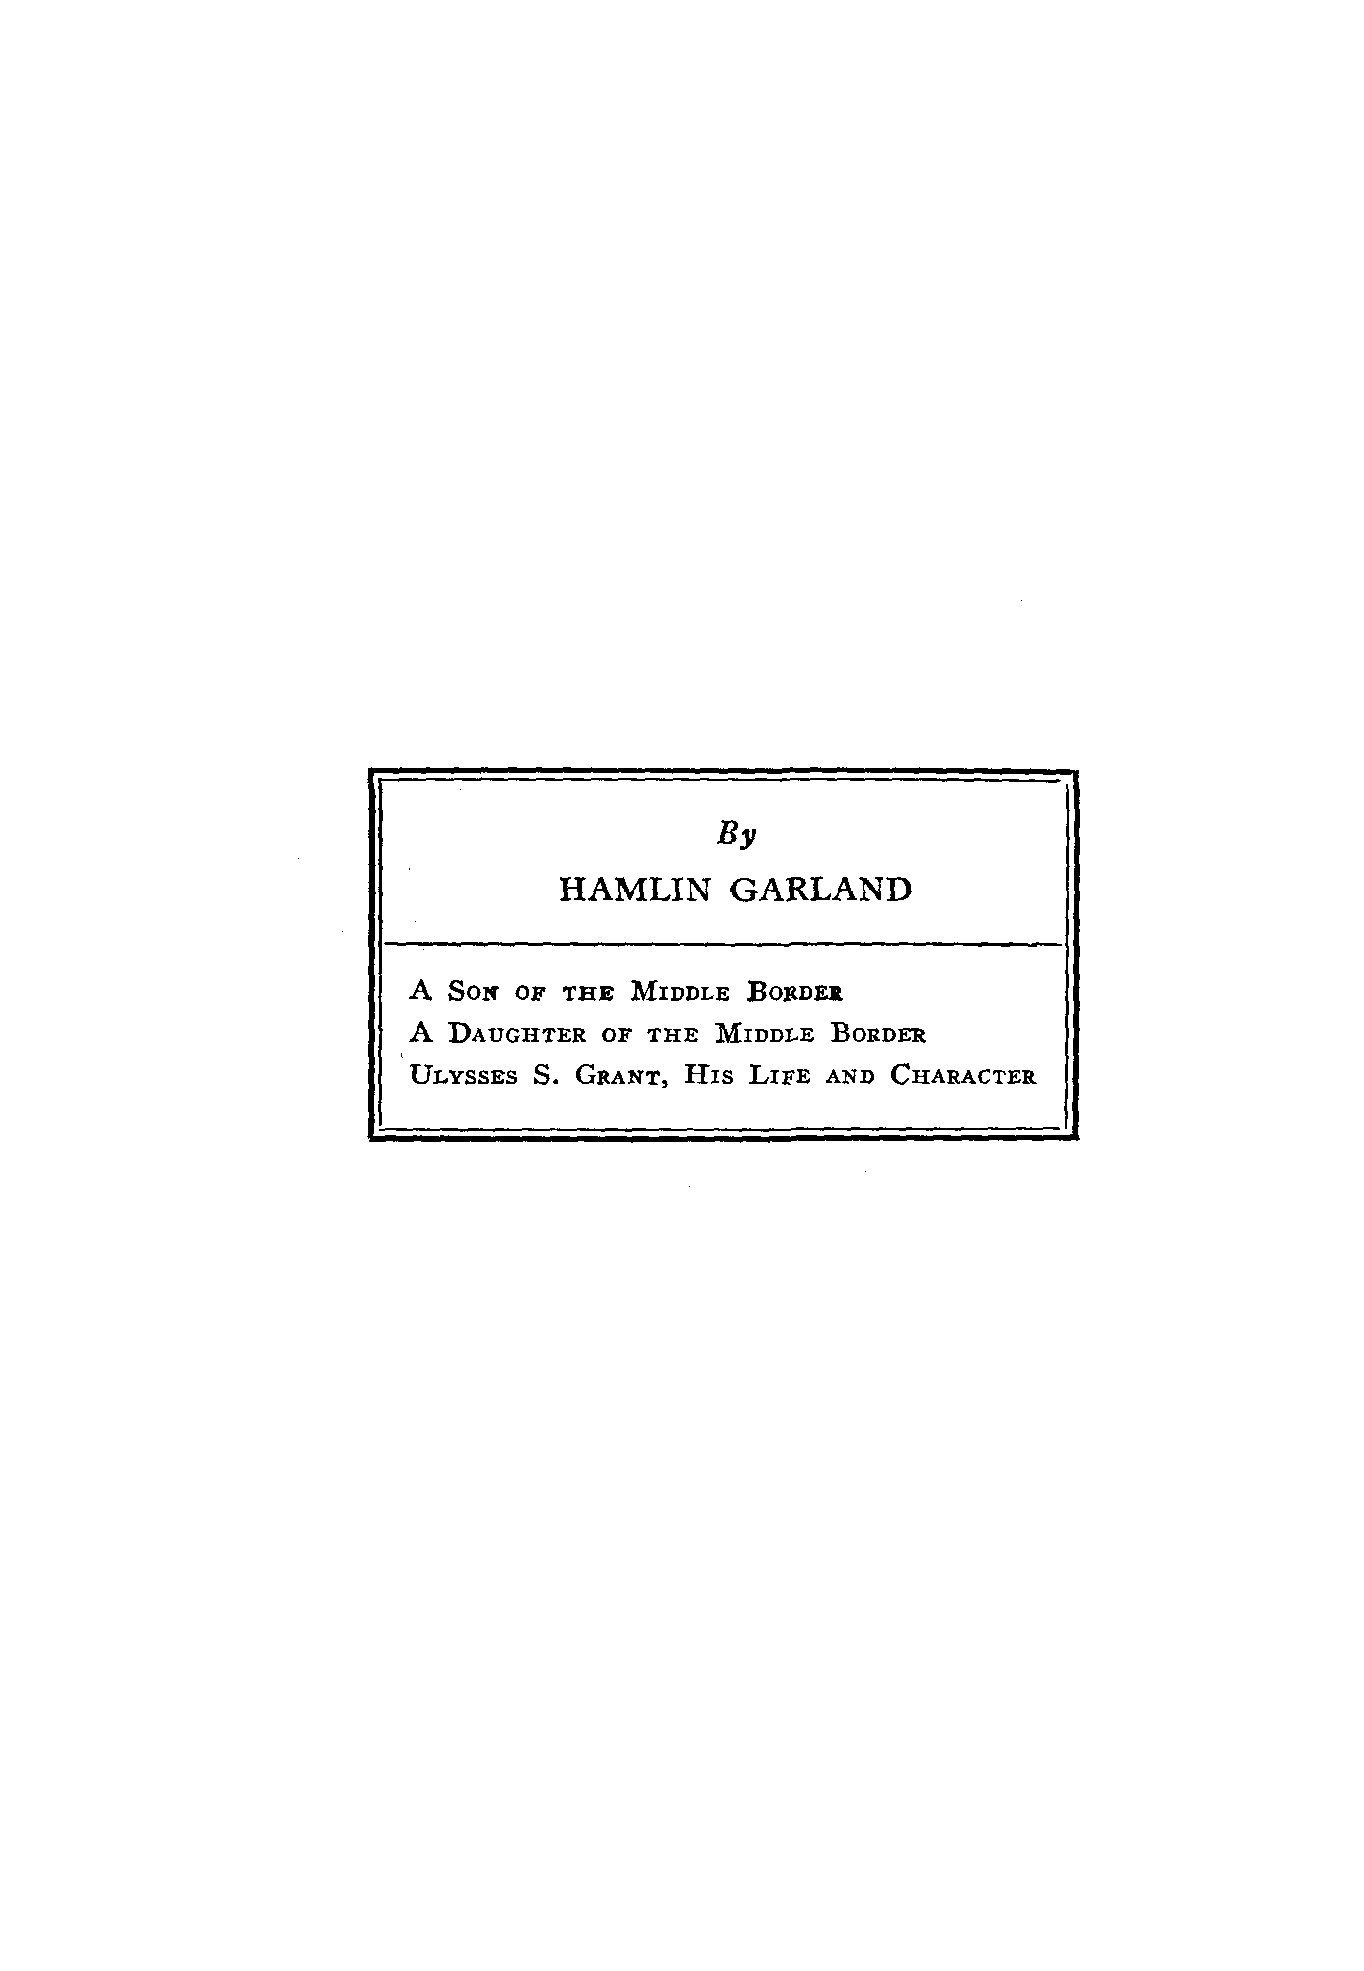 By
HAMLIN GARLAND
A SON OF THE MIDDLE BORDER
A DAUGHTER OF THE MIDDLE BORDER
ULYSSES S. GRANT, HIS LIFE AND CHARACTER